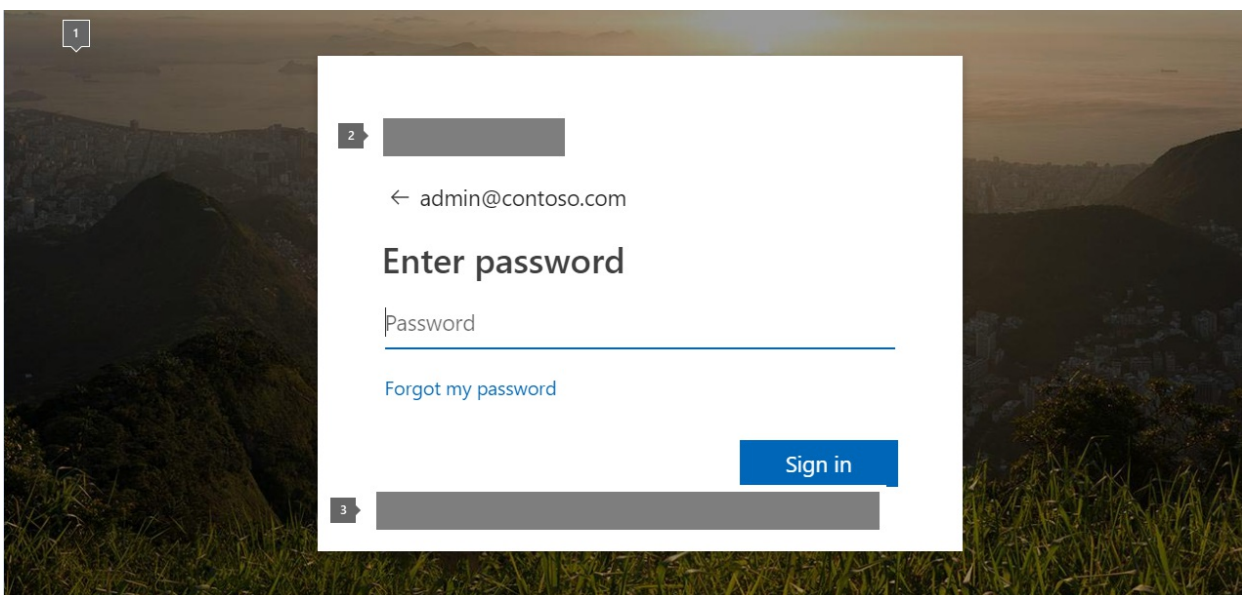 1
2
← admin@contoso.com
Enter password
Password
Forgot my password
Sign in
3